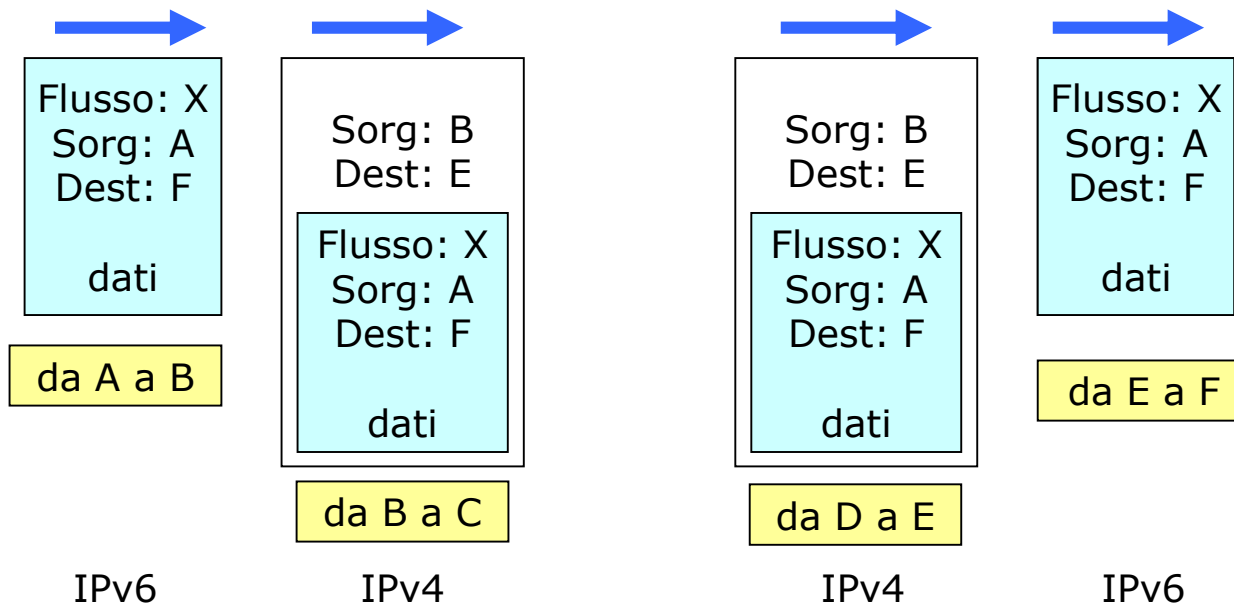 Flusso: X
Sorg: A
Dest: F
dati
da A a B
IPv6
Sorg: B
Dest: E
Flusso: X
Sorg: A
Dest: F
dati
da B a C
IPv4
Sorg: B
Dest: E
Flusso: X
Sorg: A
Dest: F
dati
da D a E
IPv4
Flusso: X
Sorg: A
Dest: F
dati
da E a F
IPv6